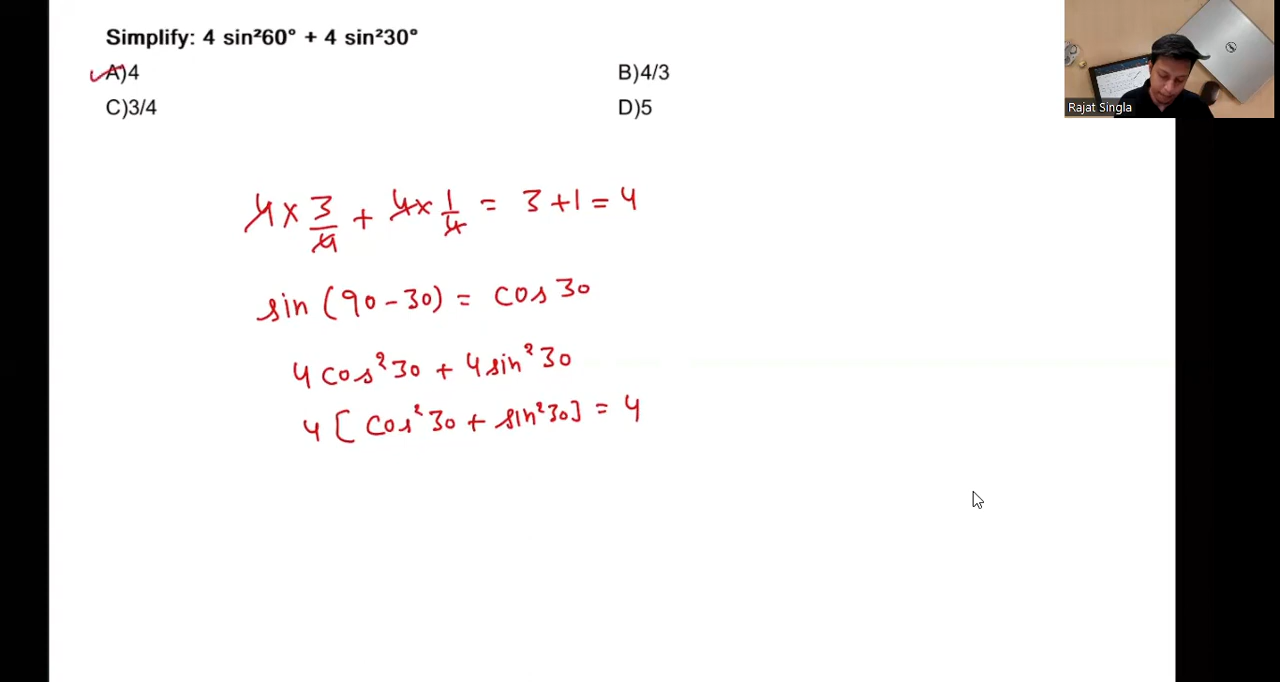 Simplify: 4 sin²60° + 4 sin²30°
A)4
B)4/3
C)3/4
D)5
Rajat Singla
4 × 3/4 + 4 × 1/4 = 3 + 1 = 4
sin (90 - 30) = cos 30
4 cos²30 + 4 sin²30
4 [ cos²30 + sin²30] = 4